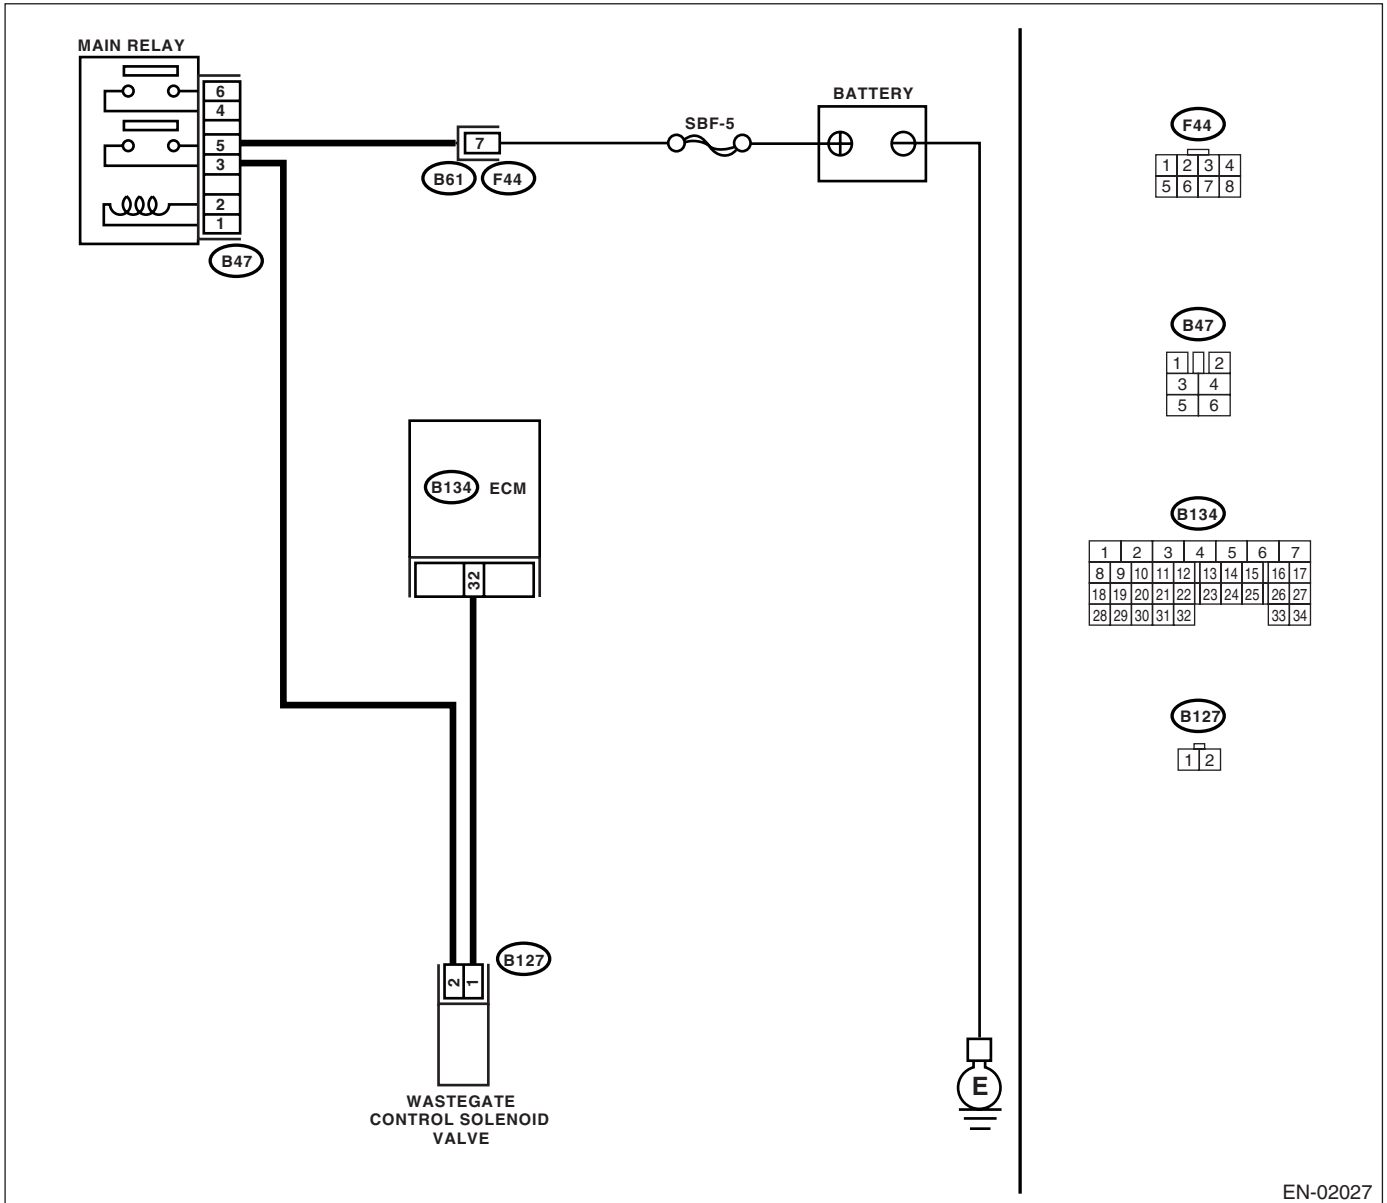 MAIN RELAY
6
4
5
3
2
1
B47
7
B61
F44
SBF-5
BATTERY
B134 ECM
32
2 1
B127
WASTEGATE
CONTROL SOLENOID
VALVE
E
F44
1 2 3 4
5 6 7 8
B47
1 2
3 4
5 6
B134
1 2 3 4 5 6 7
8 9 10 11 12 13 14 15 16 17
18 19 20 21 22 23 24 25 26 27
28 29 30 31 32 33 34
B127
1 2
EN-02027